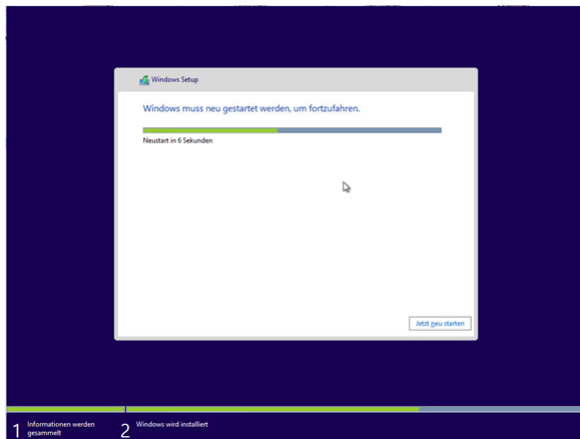 Windows Setup
Windows muss neu gestartet werden, um fortzufahren.
Neustart in 6 Sekunden
Jetzt neu starten
1 Informationen werden
gesammelt
2 Windows wird installiert